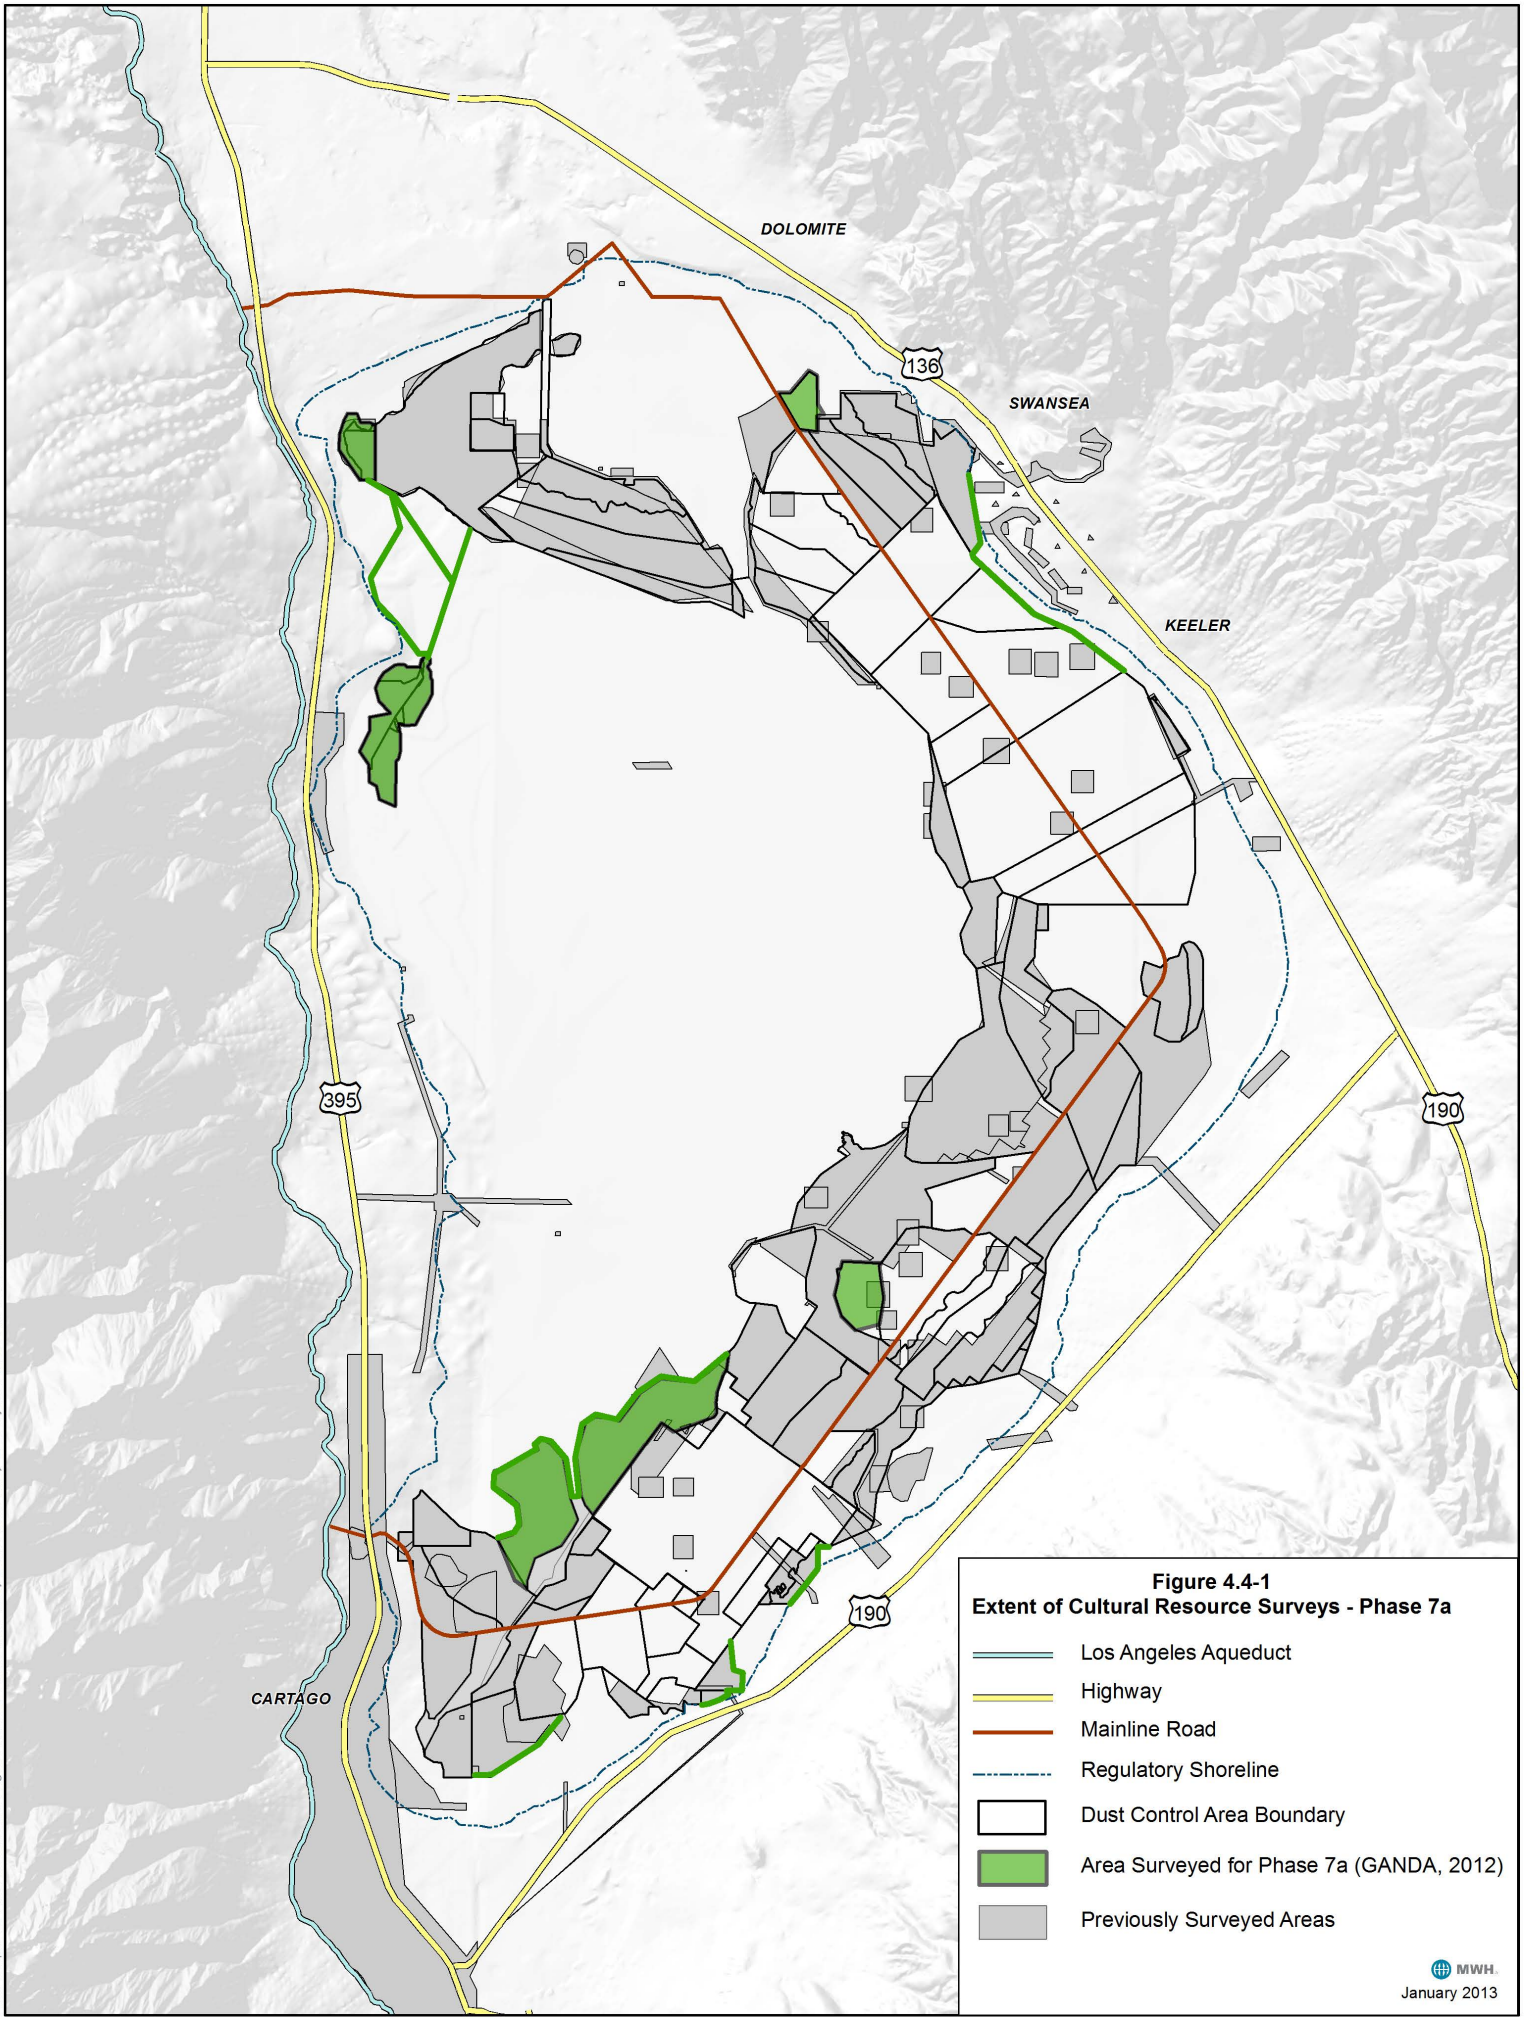 DOLOMITE
136
SWANSEA
KEELER
395
190
190
CARTAGO
Figure 4.4-1
Extent of Cultural Resource Surveys - Phase 7a
Los Angeles Aqueduct
Highway
Mainline Road
Regulatory Shoreline
Dust Control Area Boundary
Area Surveyed for Phase 7a (GANDA, 2012)
Previously Surveyed Areas
MWH.
January 2013